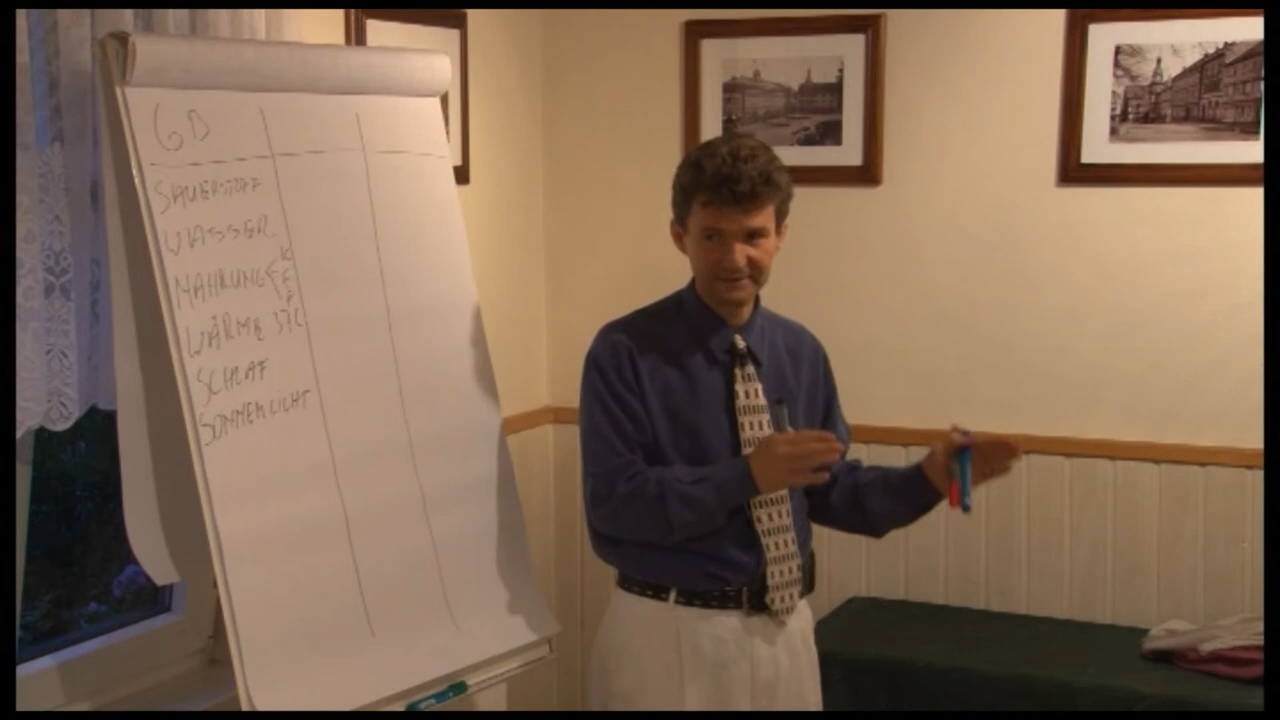 GB
SAUERSTOFF
WASSER
NAHRUNG < K F P
WÄRME 37C
SCHLAF
SONNENLICHT